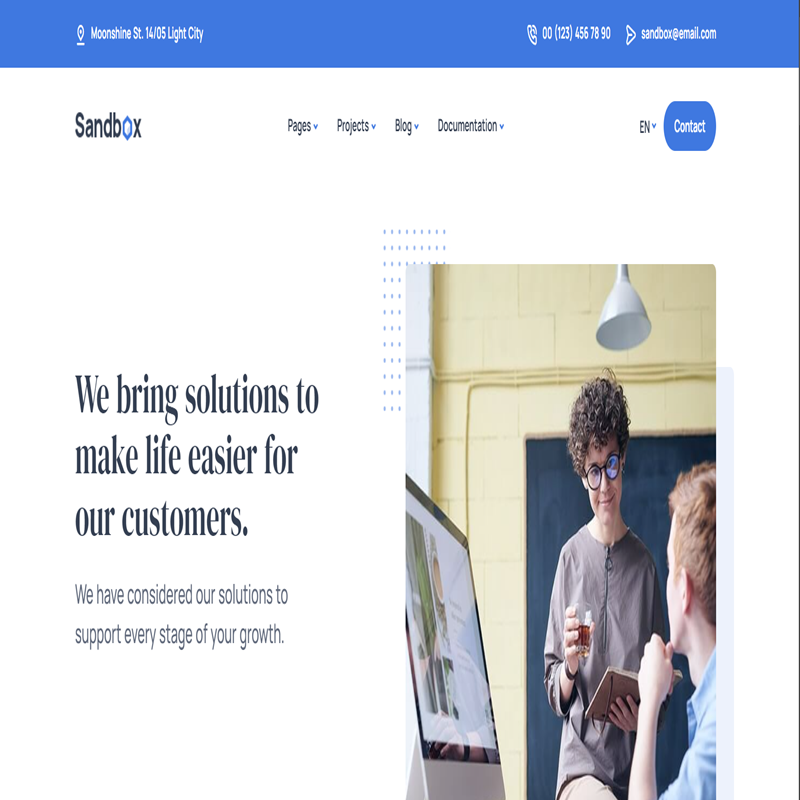 Moonshine St. 14/05 Light City
00 (123) 456 78 90
sandbox@email.com
Sandbox
Pages
Projects
Blog
Documentation
EN
Contact
We bring solutions to
make life easier for
our customers.
We have considered our solutions to
support every stage of your growth.